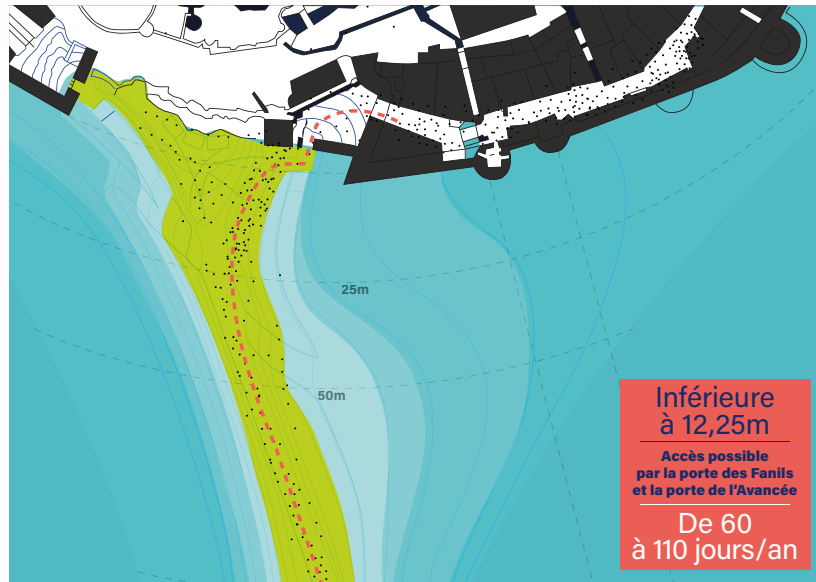 25m
50m
Inférieure
à 12,25m
Accès possible
par la porte des Fanils
et la porte de l’Avancée
De 60
à 110 jours/an